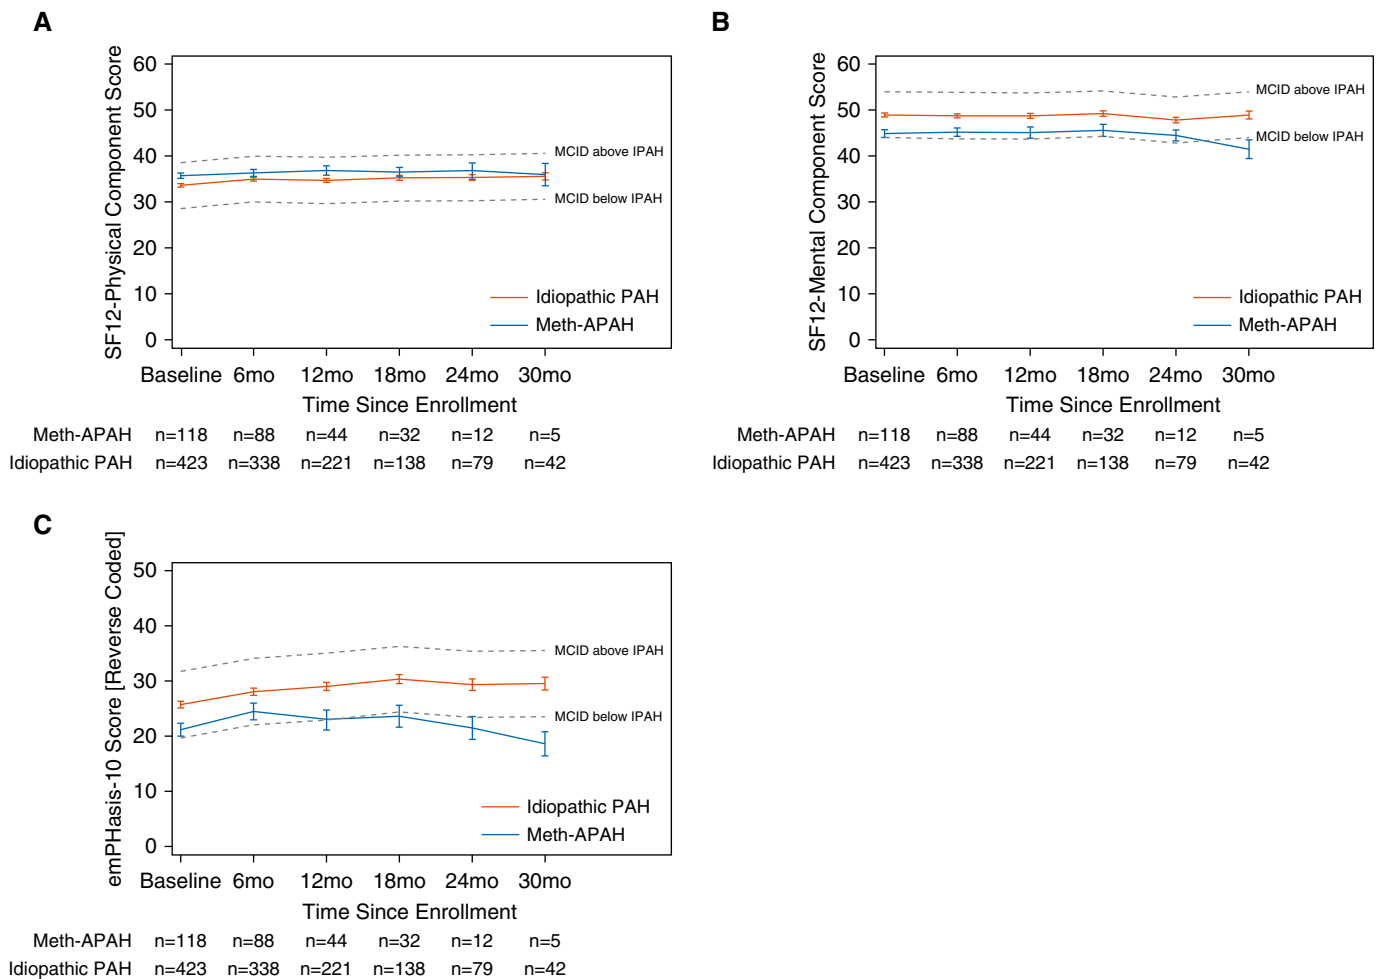 A
SF12-Physical Component Score
60
50
40
30
20
10
0
MCID above IPAH
MCID below IPAH
Idiopathic PAH
Meth-APAH
Baseline 6mo 12mo 18mo 24mo 30mo
Time Since Enrollment
Meth-APAH n=118 n=88 n=44 n=32 n=12 n=5
Idiopathic PAH n=423 n=338 n=221 n=138 n=79 n=42
B
SF12-Mental Component Score
60
50
40
30
20
10
0
MCID above IPAH
MCID below IPAH
Idiopathic PAH
Meth-APAH
Baseline 6mo 12mo 18mo 24mo 30mo
Time Since Enrollment
Meth-APAH n=118 n=88 n=44 n=32 n=12 n=5
Idiopathic PAH n=423 n=338 n=221 n=138 n=79 n=42
C
emPHasis-10 Score [Reverse Coded]
50
40
30
20
10
0
MCID above IPAH
MCID below IPAH
Idiopathic PAH
Meth-APAH
Baseline 6mo 12mo 18mo 24mo 30mo
Time Since Enrollment
Meth-APAH n=118 n=88 n=44 n=32 n=12 n=5
Idiopathic PAH n=423 n=338 n=221 n=138 n=79 n=42